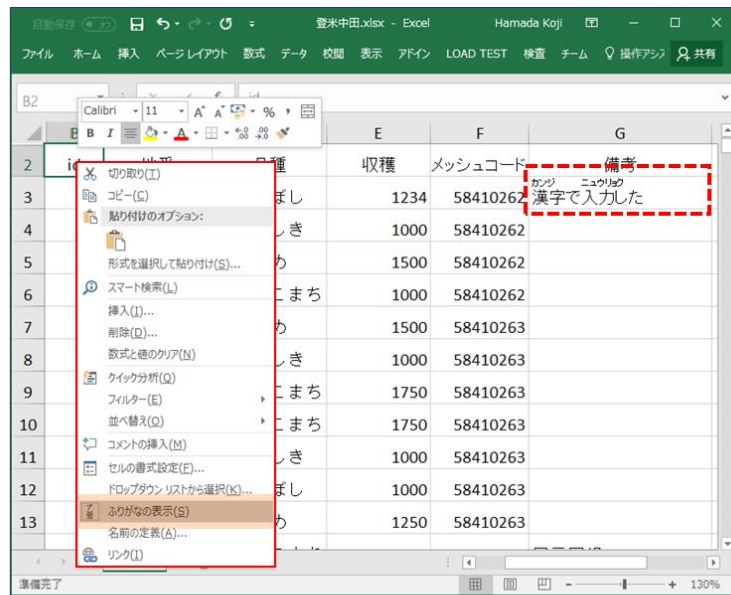 自動保存 オフ 登米中田.xlsx - Excel Hamada Koji
ファイル ホーム 挿入 ページ レイアウト 数式 データ 校閲 表示 アドイン LOAD TEST 検査 チーム 操作アシス 共有
B2
Calibri 11 A A % ,
B I A
E F G
2 id 収穫 メッシュコード 備考
カンジ ニュウリョク
3 ぼし 1234 58410262 漢字で入力した
4 しき 1000 58410262
5 め 1500 58410262
6 こまち 1000 58410262
7 め 1500 58410263
8 しき 1000 58410263
9 こまち 1750 58410263
10 こまち 1750 58410263
11 しき 1000 58410263
12 ぼし 1000 58410263
13 め 1250 58410263
切り取り(T)
コピー(C)
貼り付けのオプション:
形式を選択して貼り付け(S)...
スマート検索(L)
挿入(I)...
削除(D)...
数式と値のクリア(N)
クイック分析(Q)
フィルター(E)
並べ替え(O)
コメントの挿入(M)
セルの書式設定(F)...
ドロップダウン リストから選択(K)...
ふりがなの表示(S)
名前の定義(A)...
リンク(I)
準備完了 130%